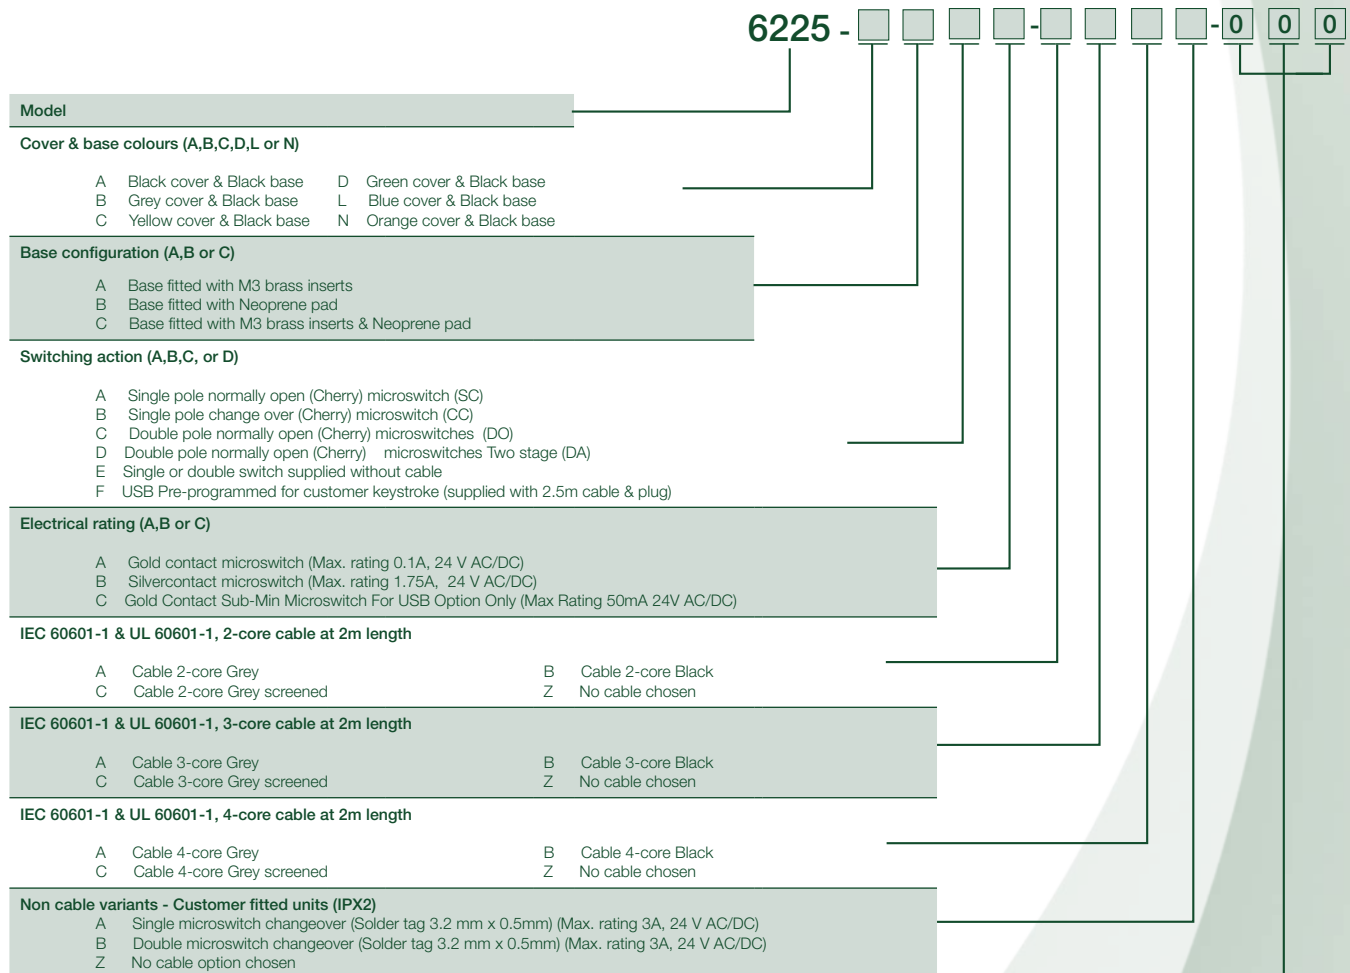 6225 - - - 0 0 0
Model
Cover & base colours (A,B,C,D,L or N)
A Black cover & Black base D Green cover & Black base
B Grey cover & Black base L Blue cover & Black base
C Yellow cover & Black base N Orange cover & Black base
Base configuration (A,B or C)
A Base fitted with M3 brass inserts
B Base fitted with Neoprene pad
C Base fitted with M3 brass inserts & Neoprene pad
Switching action (A,B,C, or D)
A Single pole normally open (Cherry) microswitch (SC)
B Single pole change over (Cherry) microswitch (CC)
C Double pole normally open (Cherry) microswitches (DO)
D Double pole normally open (Cherry) microswitches Two stage (DA)
E Single or double switch supplied without cable
F USB Pre-programmed for customer keystroke (supplied with 2.5m cable & plug)
Electrical rating (A,B or C)
A Gold contact microswitch (Max. rating 0.1A, 24 V AC/DC)
B Silvercontact microswitch (Max. rating 1.75A, 24 V AC/DC)
C Gold Contact Sub-Min Microswitch For USB Option Only (Max Rating 50mA 24V AC/DC)
IEC 60601-1 & UL 60601-1, 2-core cable at 2m length
A Cable 2-core Grey B Cable 2-core Black
C Cable 2-core Grey screened Z No cable chosen
IEC 60601-1 & UL 60601-1, 3-core cable at 2m length
A Cable 3-core Grey B Cable 3-core Black
C Cable 3-core Grey screened Z No cable chosen
IEC 60601-1 & UL 60601-1, 4-core cable at 2m length
A Cable 4-core Grey B Cable 4-core Black
C Cable 4-core Grey screened Z No cable chosen
Non cable variants - Customer fitted units (IPX2)
A Single microswitch changeover (Solder tag 3.2 mm x 0.5mm) (Max. rating 3A, 24 V AC/DC)
B Double microswitch changeover (Solder tag 3.2 mm x 0.5mm) (Max. rating 3A, 24 V AC/DC)
Z No cable option chosen